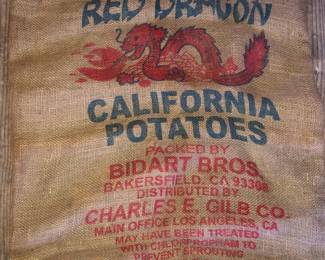 RED DRAGON
CALIFORNIA
POTATOES
PACKED BY
BIDART BROS.
BAKERSFIELD, CA 93308
DISTRIBUTED BY
CHARLES E. GILB CO.
MAIN OFFICE LOS ANGELES, CA
MAY HAVE BEEN TREATED
WITH CHLORPROPHAM TO
PREVENT SPROUTING